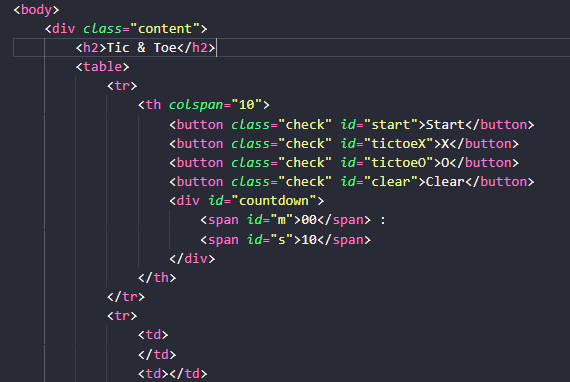 <body>
<div class="content">
<h2>Tic & Toe</h2>
<table>
<tr>
<th colspan="10">
<button class="check" id="start">Start</button>
<button class="check" id="tictoeX">X</button>
<button class="check" id="tictoeO">O</button>
<button class="check" id="clear">Clear</button>
<div id="countdown">
<span id="m">00</span> :
<span id="s">10</span>
</div>
</th>
</tr>
<tr>
<td>
</td>
<td></td>